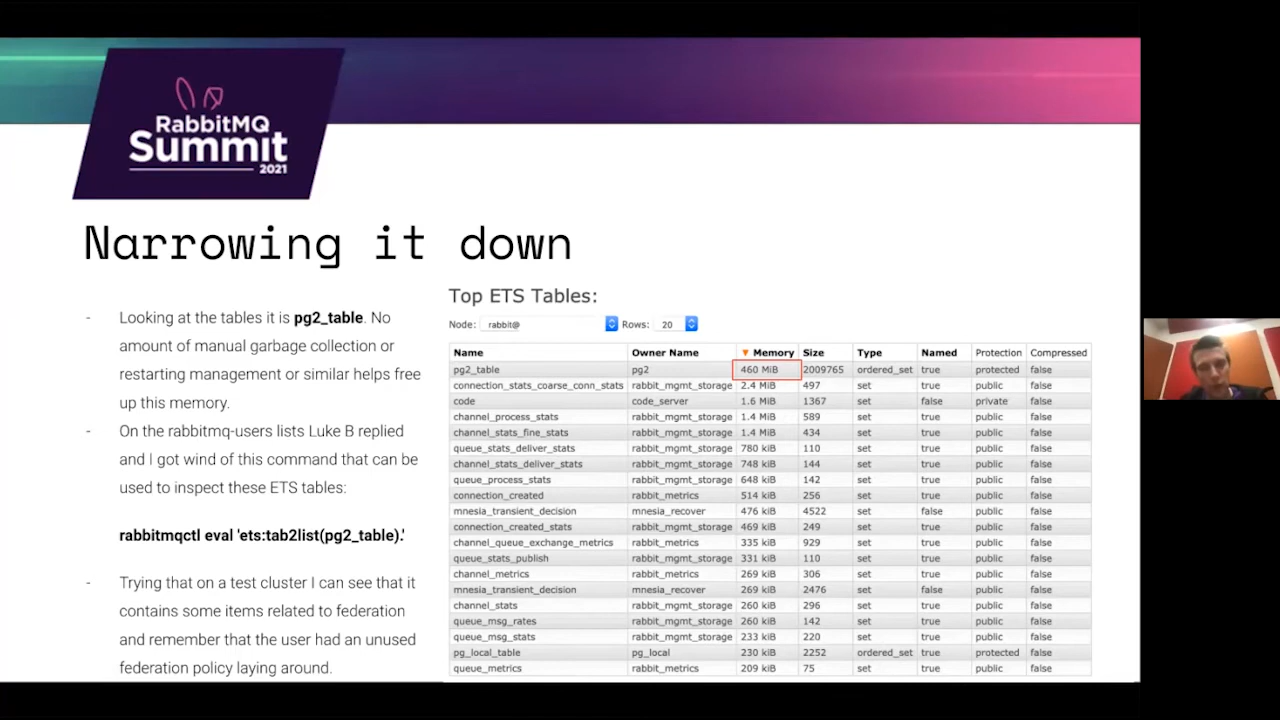 RabbitMQ
Summit
2021
Narrowing it down
- Looking at the tables it is pg2_table. No
amount of manual garbage collection or
restarting management or similar helps free
up this memory.
- On the rabbitmq-users lists Luke B replied
and I got wind of this command that can be
used to inspect these ETS tables:
rabbitmqctl eval 'ets:tab2list(pg2_table).'
- Trying that on a test cluster I can see that it
contains some items related to federation
and remember that the user had an unused
federation policy laying around.
Top ETS Tables:
Node: rabbit@ Rows: 20
Name Owner Name ▼ Memory Size Type Named Protection Compressed
pg2_table pg2 460 MiB 2009765 ordered_set true protected false
connection_stats_coarse_conn_stats rabbit_mgmt_storage 2.4 MiB 497 set true public false
code code_server 1.6 MiB 1367 set false private false
channel_process_stats rabbit_mgmt_storage 1.4 MiB 589 set true public false
channel_stats_fine_stats rabbit_mgmt_storage 1.4 MiB 434 set true public false
queue_stats_deliver_stats rabbit_mgmt_storage 780 kiB 110 set true public false
channel_stats_deliver_stats rabbit_mgmt_storage 748 kiB 144 set true public false
queue_process_stats rabbit_mgmt_storage 648 kiB 142 set true public false
connection_created rabbit_metrics 514 kiB 256 set true public false
mnesia_transient_decision mnesia_recover 476 kiB 4522 set false public false
connection_created_stats rabbit_mgmt_storage 469 kiB 249 set true public false
channel_queue_exchange_metrics rabbit_metrics 335 kiB 929 set true public false
queue_stats_publish rabbit_mgmt_storage 331 kiB 110 set true public false
channel_metrics rabbit_metrics 269 kiB 306 set true public false
mnesia_transient_decision mnesia_recover 269 kiB 2476 set false public false
channel_stats rabbit_mgmt_storage 260 kiB 296 set true public false
queue_msg_rates rabbit_mgmt_storage 260 kiB 142 set true public false
queue_msg_stats rabbit_mgmt_storage 233 kiB 220 set true public false
pg_local_table pg_local 230 kiB 2252 ordered_set true protected false
queue_metrics rabbit_metrics 209 kiB 75 set true public false